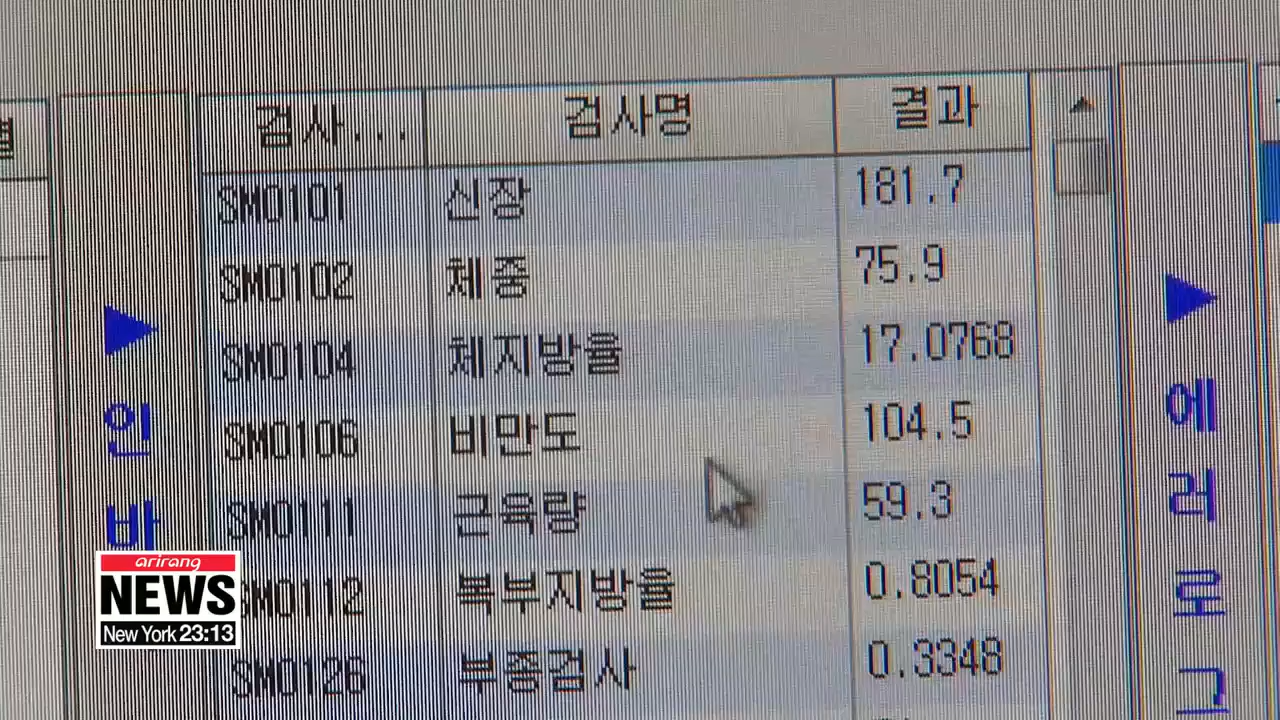 검사... 검사명 결과
SM0101 신장 181.7
SM0102 체중 75.9
SM0104 체지방율 17.0768
SM0106 비만도 104.5
SM0111 근육량 59.3
SM0112 복부지방율 0.8054
SM0126 부종검사 0.3348
▶
인
바
▶
에
러
로
그
arirang
NEWS
New York 23:13